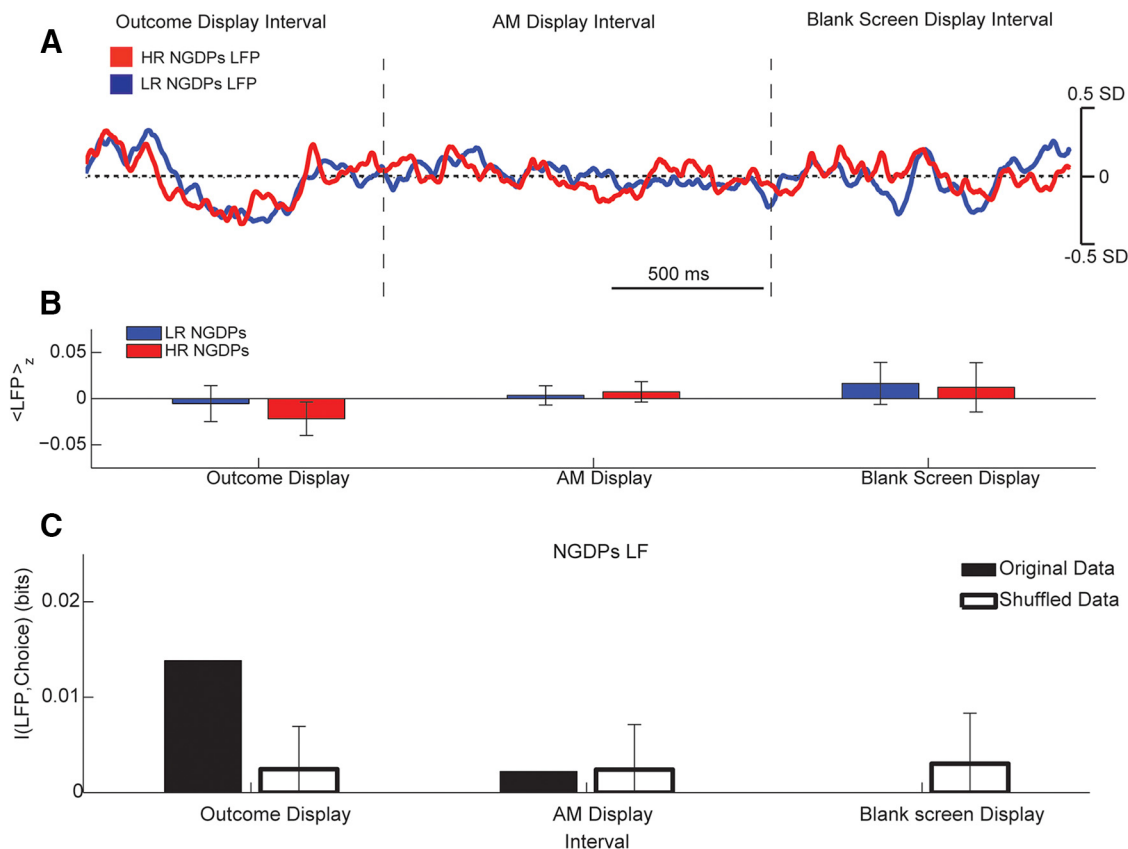 A
Outcome Display Interval
AM Display Interval
Blank Screen Display Interval
HR NGDPs LFP
LR NGDPs LFP
0.5 SD
0
-0.5 SD
500 ms
B
LR NGDPs
HR NGDPs
<LFP>z
0.05
0
−0.05
Outcome Display
AM Display
Blank Screen Display
C
NGDPs LF
Original Data
Shuffled Data
I(LFP,Choice) (bits)
0.02
0.01
0
Outcome Display
AM Display
Blank screen Display
Interval